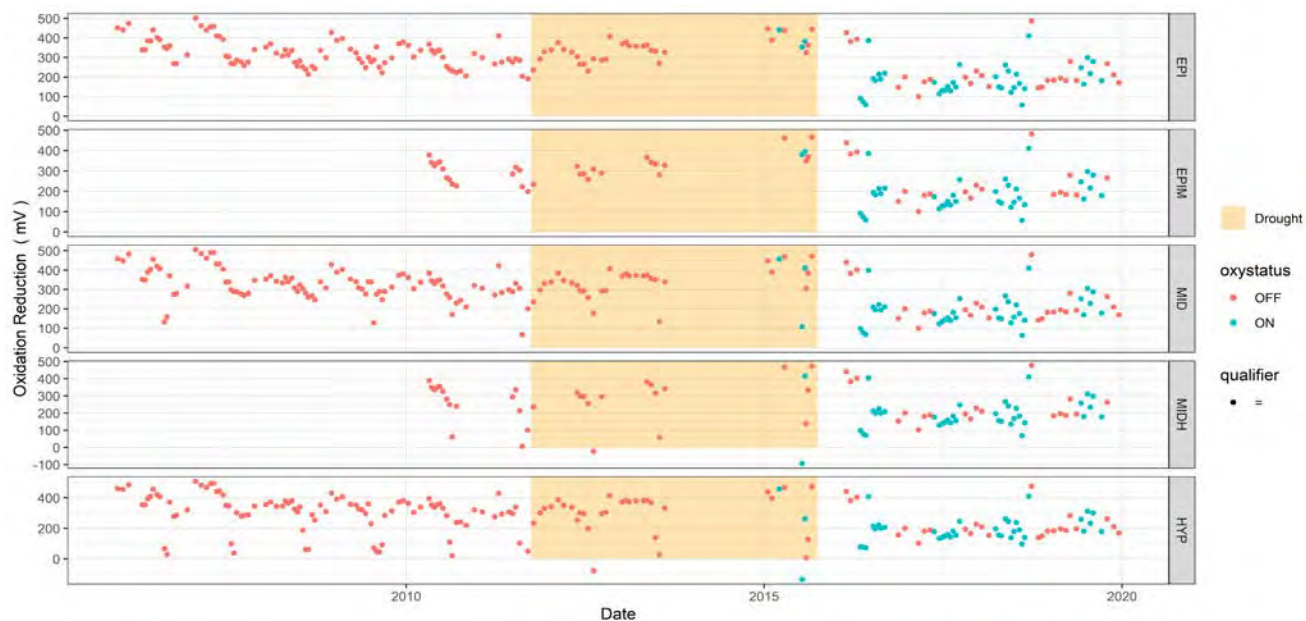 500
400
300
200
100
0
EPI
500
400
300
200
100
0
EPIM
500
400
300
200
100
0
MID
500
400
300
200
100
0
-100
MIDH
400
200
0
HYP
Oxidation Reduction ( mV )
2010
2015
2020
Date
Drought
oxystatus
OFF
ON
qualifier
=